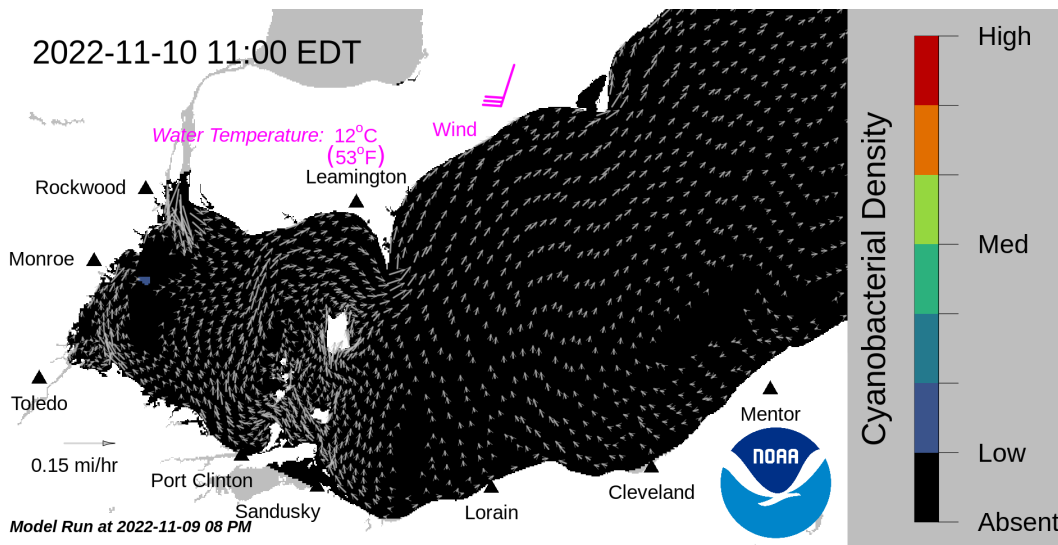 2022-11-10 11:00 EDT
Water Temperature: 12°C
(53°F)
Wind
Leamington
Rockwood
Monroe
Toledo
0.15 mi/hr
Port Clinton
Sandusky
Lorain
Cleveland
Mentor
NOAA
Model Run at 2022-11-09 08 PM
Cyanobacterial Density
High
Med
Low
Absent